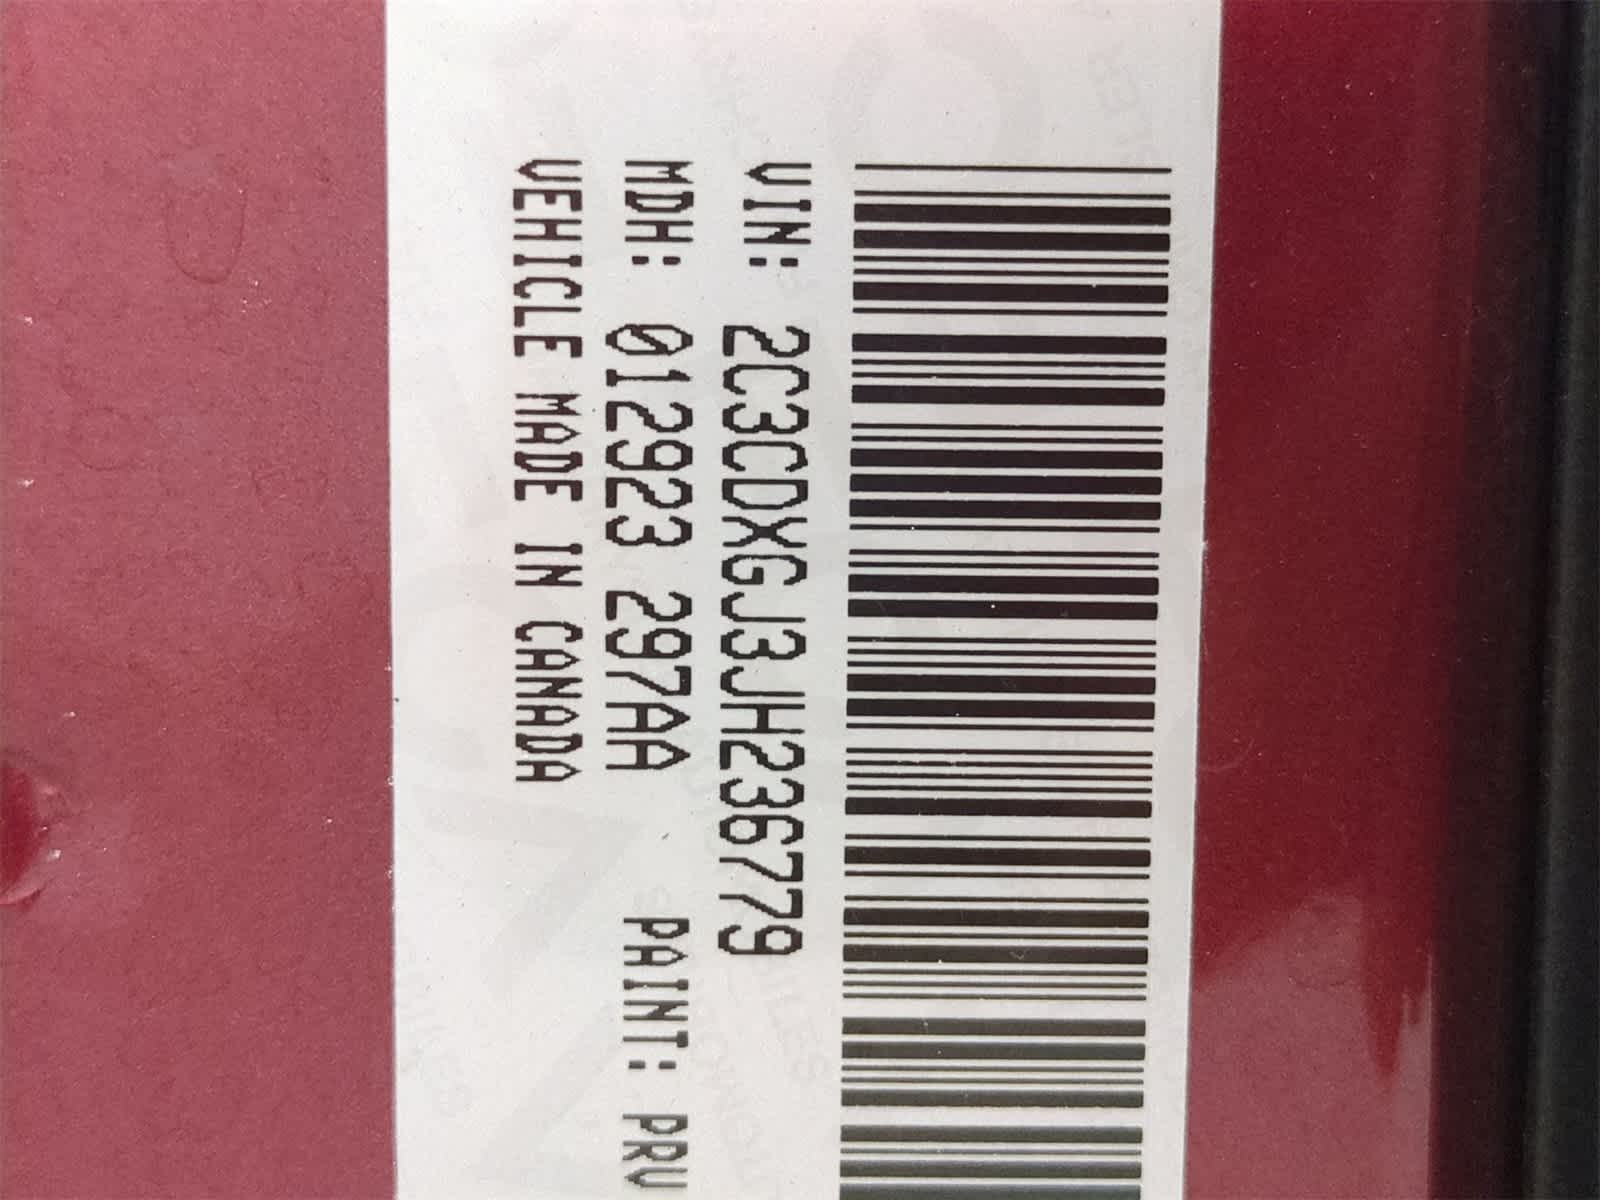 VIN: 2C3CDXGJ3JH236779
MDH: 012923 297AA PAINT: PRV
VEHICLE MADE IN CANADA